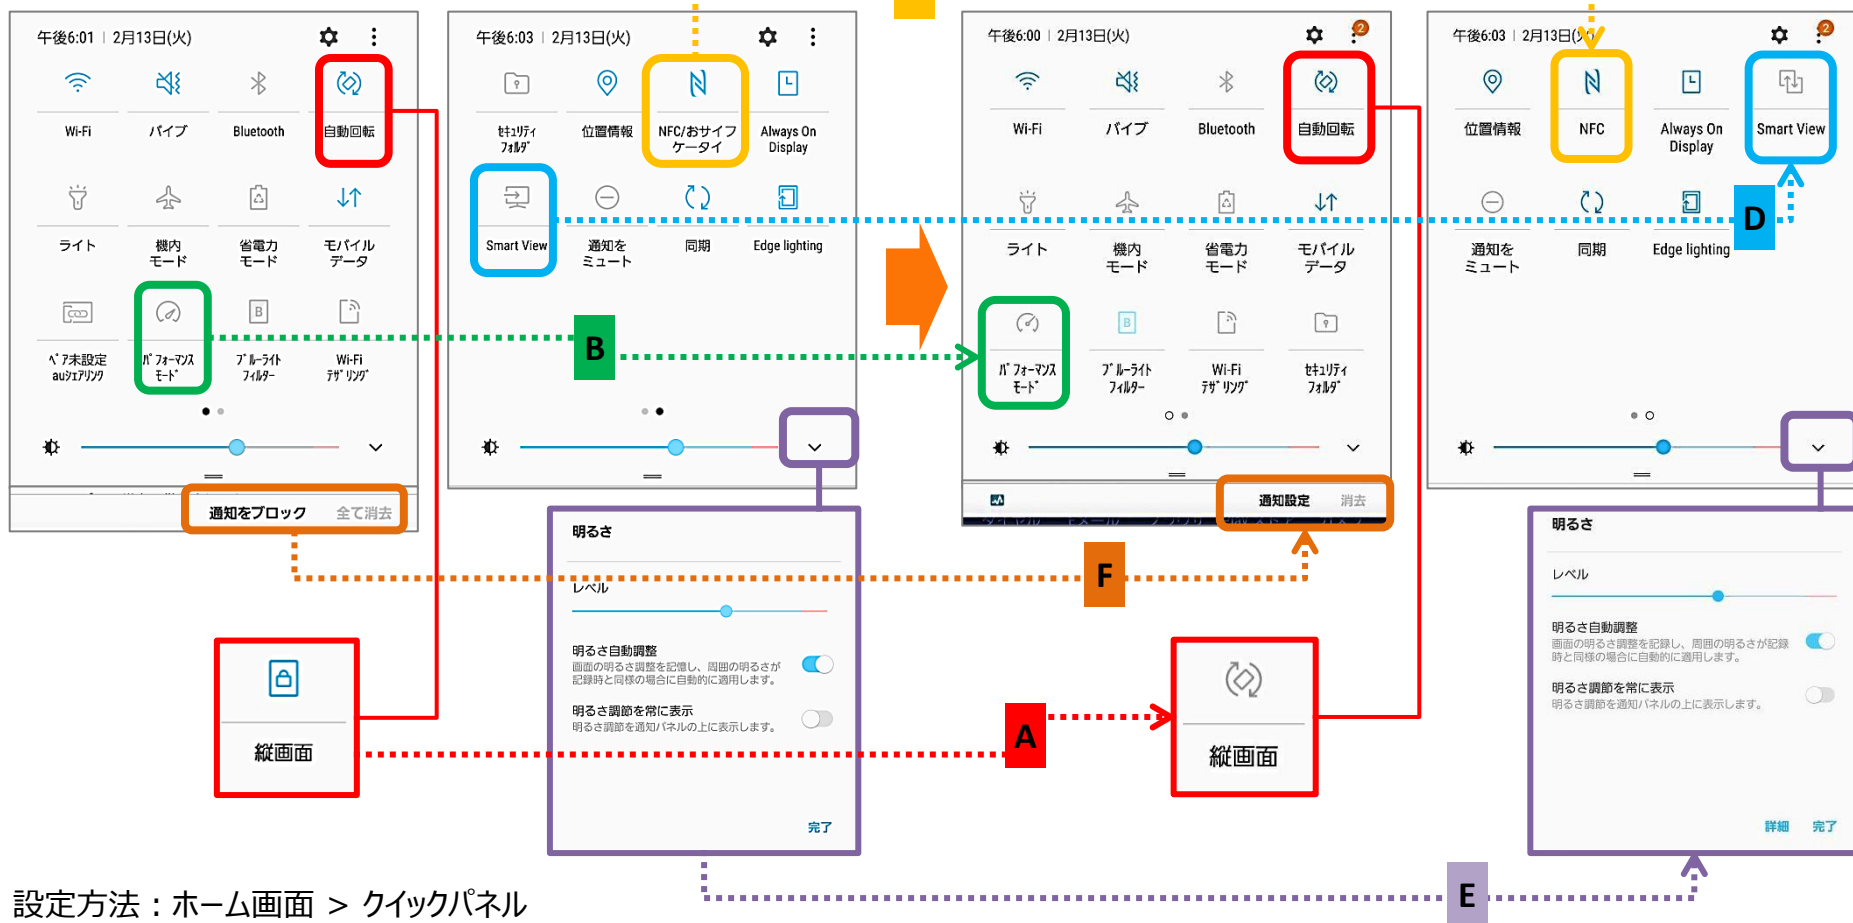 午後6:01 | 2月13日(火)
Wi-Fi バイブ Bluetooth 自動回転
ライト 機内
モード 省電力
モード モバイル
データ
ペア未設定
auシェアリング パフォーマンス
モード ブルーライト
フィルター Wi-Fi
テザリング
通知をブロック 全て消去
午後6:03 | 2月13日(火)
セキュリティ
フォルダ 位置情報 NFC/おサイフ
ケータイ Always On
Display
Smart View 通知を
ミュート 同期 Edge lighting
午後6:00 | 2月13日(火)
2
Wi-Fi バイブ Bluetooth 自動回転
ライト 機内
モード 省電力
モード モバイル
データ
パフォーマンス
モード ブルーライト
フィルター Wi-Fi
テザリング セキュリティ
フォルダ
通知設定 消去
午後6:03 | 2月13日(火)
2
位置情報 NFC Always On
Display Smart View
通知を
ミュート 同期 Edge lighting
D
B
F
A
E
縦画面
明るさ
レベル
明るさ自動調整
画面の明るさ調整を記憶し、周囲の明るさが
記録時と同様の場合に自動的に適用します。
明るさ調節を常に表示
明るさ調節を通知パネルの上に表示します。
完了
縦画面
明るさ
レベル
明るさ自動調整
画面の明るさ調整を記録し、周囲の明るさが記録
時と同様の場合に自動的に適用します。
明るさ調節を常に表示
明るさ調節を通知パネルの上に表示します。
詳細 完了
設定方法：ホーム画面 > クイックパネル